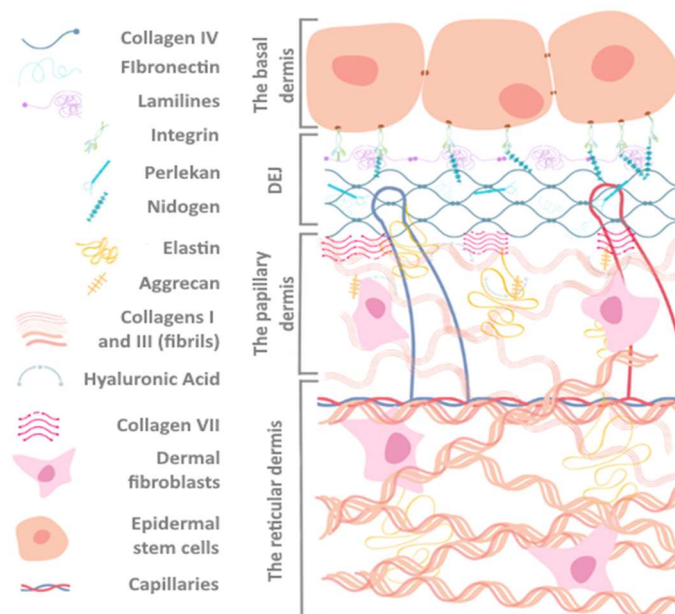 Collagen IV
FIbronectin
Lamilines
Integrin
Perlekan
Nidogen
Elastin
Aggrecan
Collagens I
and III (fibrils)
Hyaluronic Acid
Collagen VII
Dermal
fibroblasts
Epidermal
stem cells
Capillaries
The basal
dermis
DEJ
The papillary
dermis
The reticular dermis